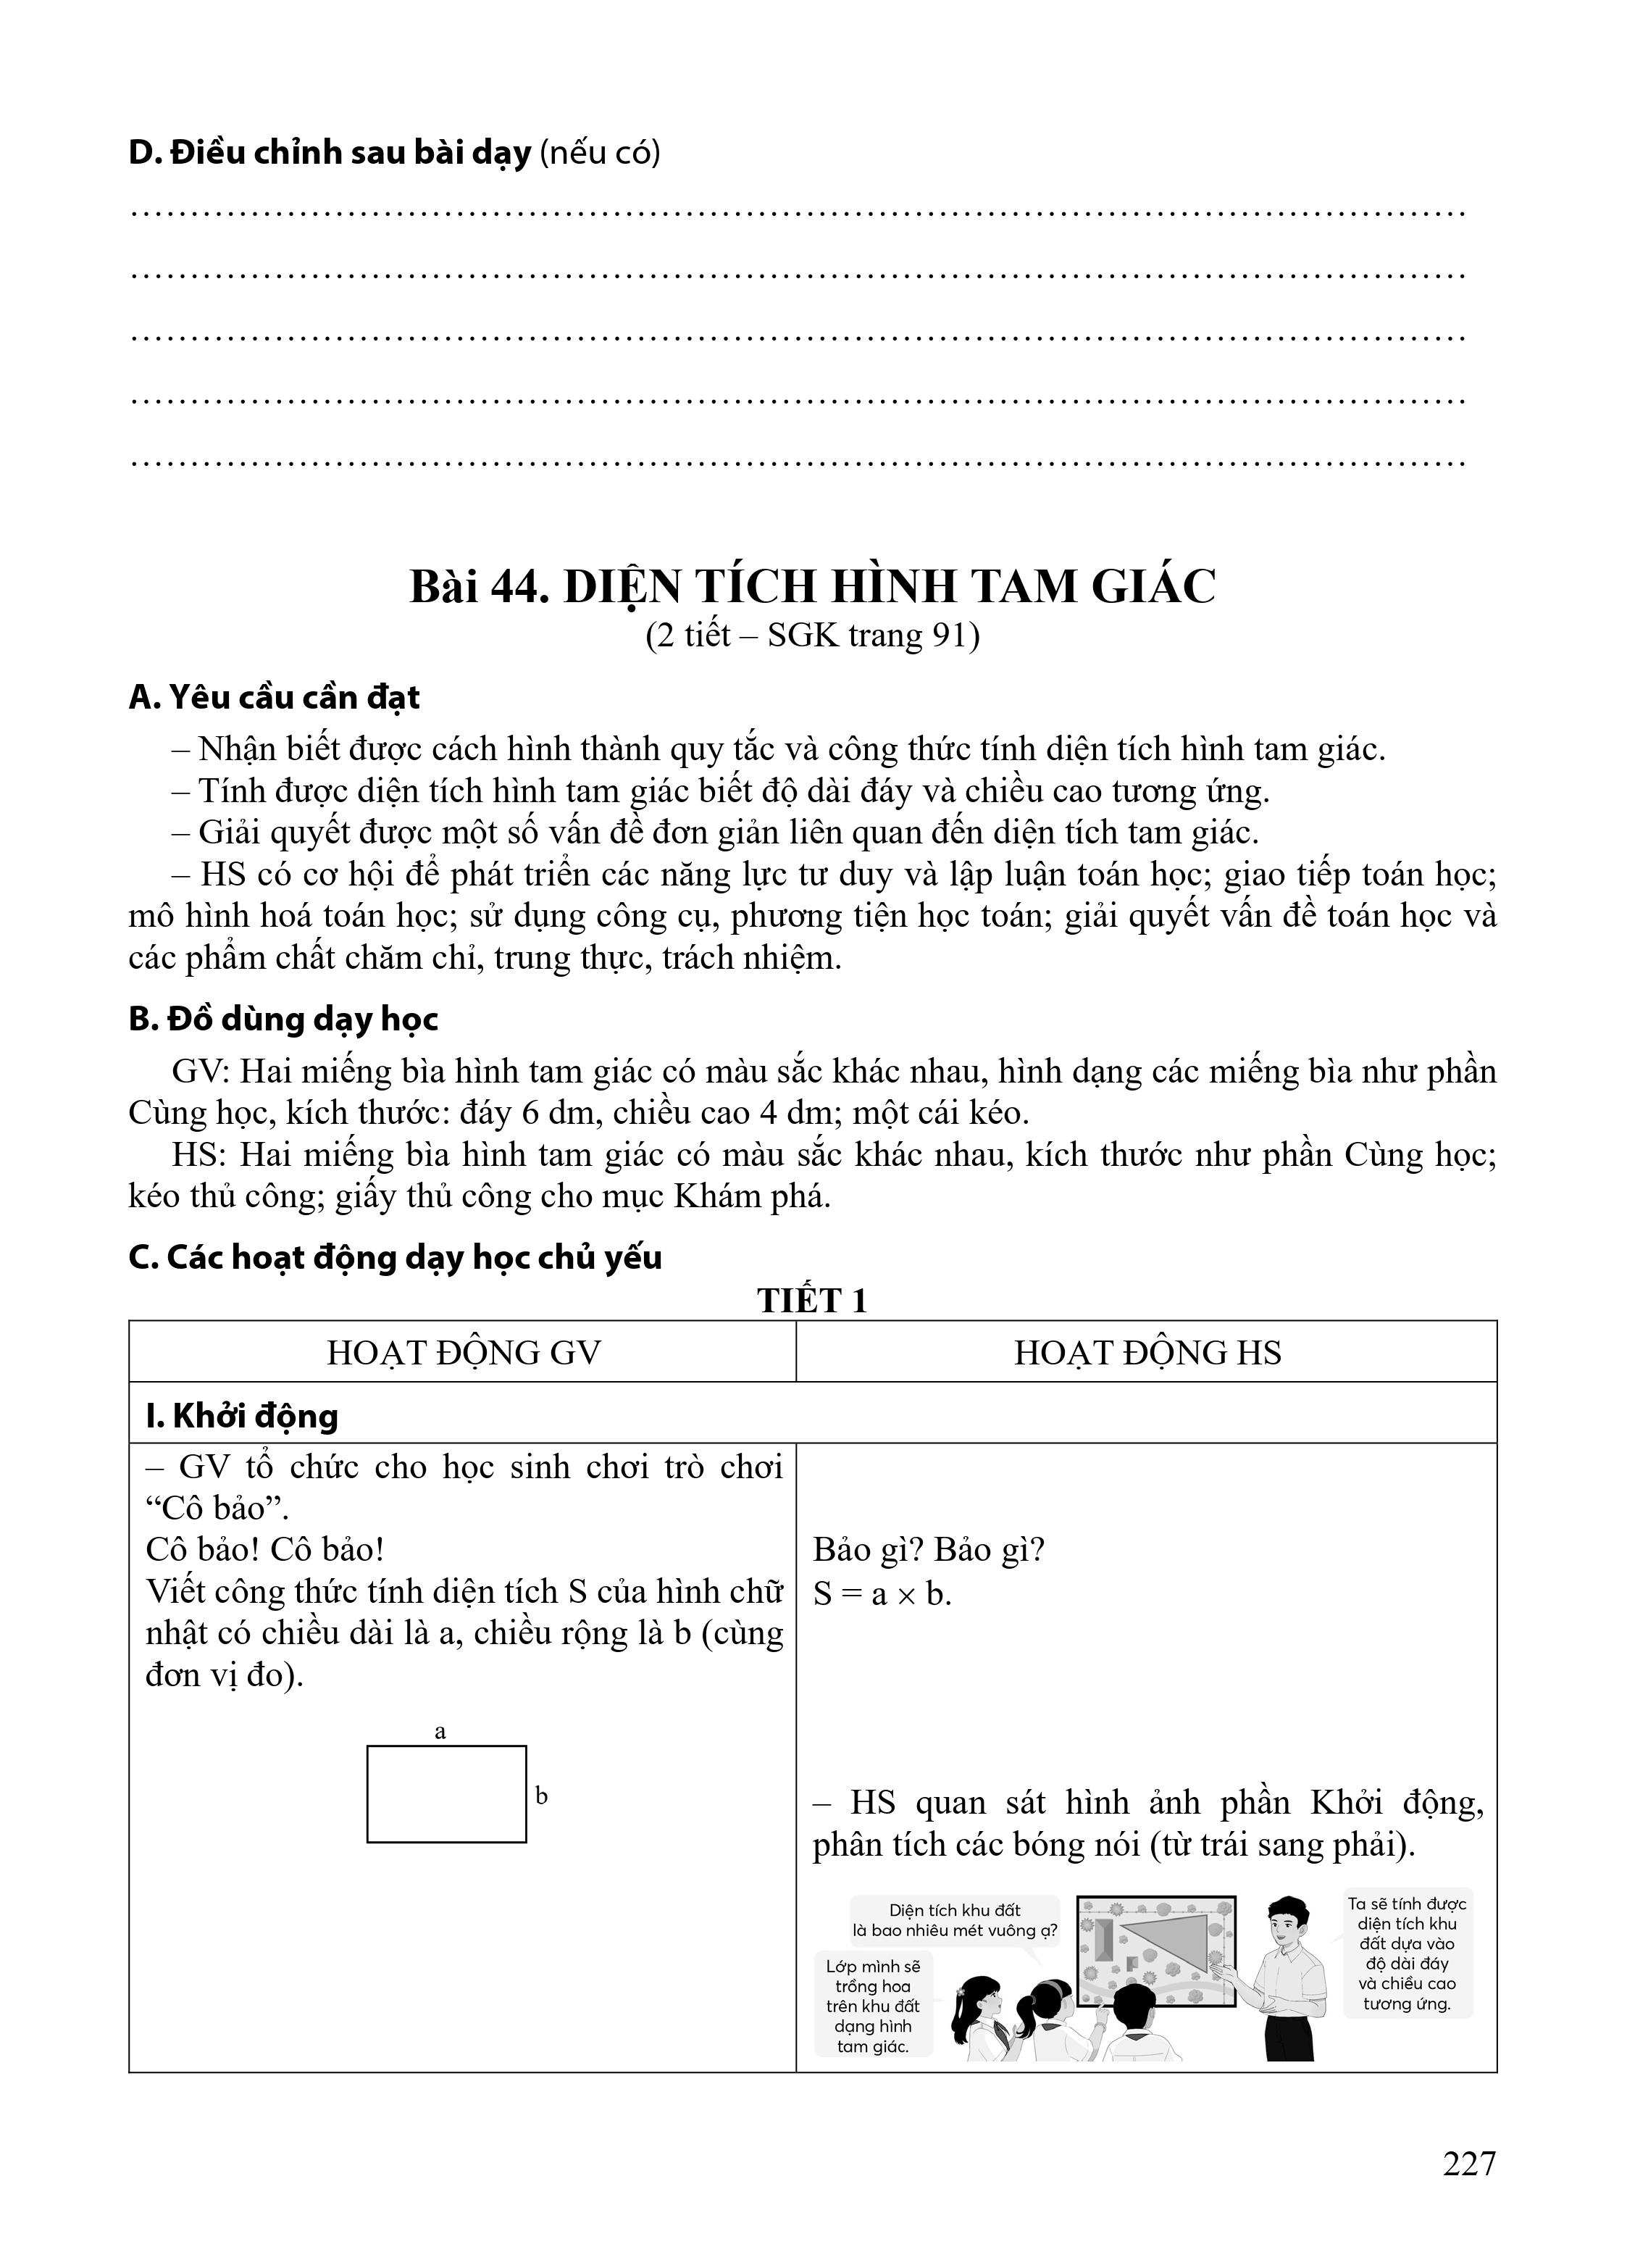 D. Điều chỉnh sau bài dạy (nếu có)
................................................................................................................
................................................................................................................
................................................................................................................
................................................................................................................
................................................................................................................
Bài 44. DIỆN TÍCH HÌNH TAM GIÁC
(2 tiết – SGK trang 91)
A. Yêu cầu cần đạt
– Nhận biết được cách hình thành quy tắc và công thức tính diện tích hình tam giác.
– Tính được diện tích hình tam giác biết độ dài đáy và chiều cao tương ứng.
– Giải quyết được một số vấn đề đơn giản liên quan đến diện tích tam giác.
– HS có cơ hội để phát triển các năng lực tư duy và lập luận toán học; giao tiếp toán học;
mô hình hoá toán học; sử dụng công cụ, phương tiện học toán; giải quyết vấn đề toán học và
các phẩm chất chăm chỉ, trung thực, trách nhiệm.
B. Đồ dùng dạy học
GV: Hai miếng bìa hình tam giác có màu sắc khác nhau, hình dạng các miếng bìa như phần
Cùng học, kích thước: đáy 6 dm, chiều cao 4 dm; một cái kéo.
HS: Hai miếng bìa hình tam giác có màu sắc khác nhau, kích thước như phần Cùng học;
kéo thủ công; giấy thủ công cho mục Khám phá.
C. Các hoạt động dạy học chủ yếu
TIẾT 1
HOẠT ĐỘNG GV
HOẠT ĐỘNG HS
I. Khởi động
– GV tổ chức cho học sinh chơi trò chơi
“Cô bảo”.
Cô bảo! Cô bảo!
Viết công thức tính diện tích S của hình chữ
nhật có chiều dài là a, chiều rộng là b (cùng
đơn vị đo).
a
b
Bảo gì? Bảo gì?
S = a × b.
– HS quan sát hình ảnh phần Khởi động,
phân tích các bóng nói (từ trái sang phải).
Lớp mình sẽ
trồng hoa
trên khu đất
dạng hình
tam giác.
Diện tích khu đất
là bao nhiêu mét vuông ạ?
Ta sẽ tính được
diện tích khu
đất dựa vào
độ dài đáy
và chiều cao
tương ứng.
227